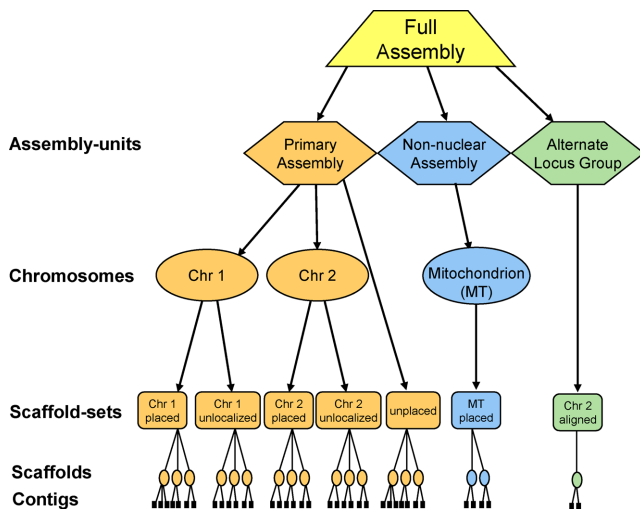 Full
Assembly
Assembly-units
Primary
Assembly
Non-nuclear
Assembly
Alternate
Locus Group
Chromosomes
Chr 1
Chr 2
Mitochondrion
(MT)
Scaffold-sets
Chr 1
placed
Chr 1
unlocalized
Chr 2
placed
Chr 2
unlocalized
unplaced
MT
placed
Chr 2
aligned
Scaffolds
Contigs